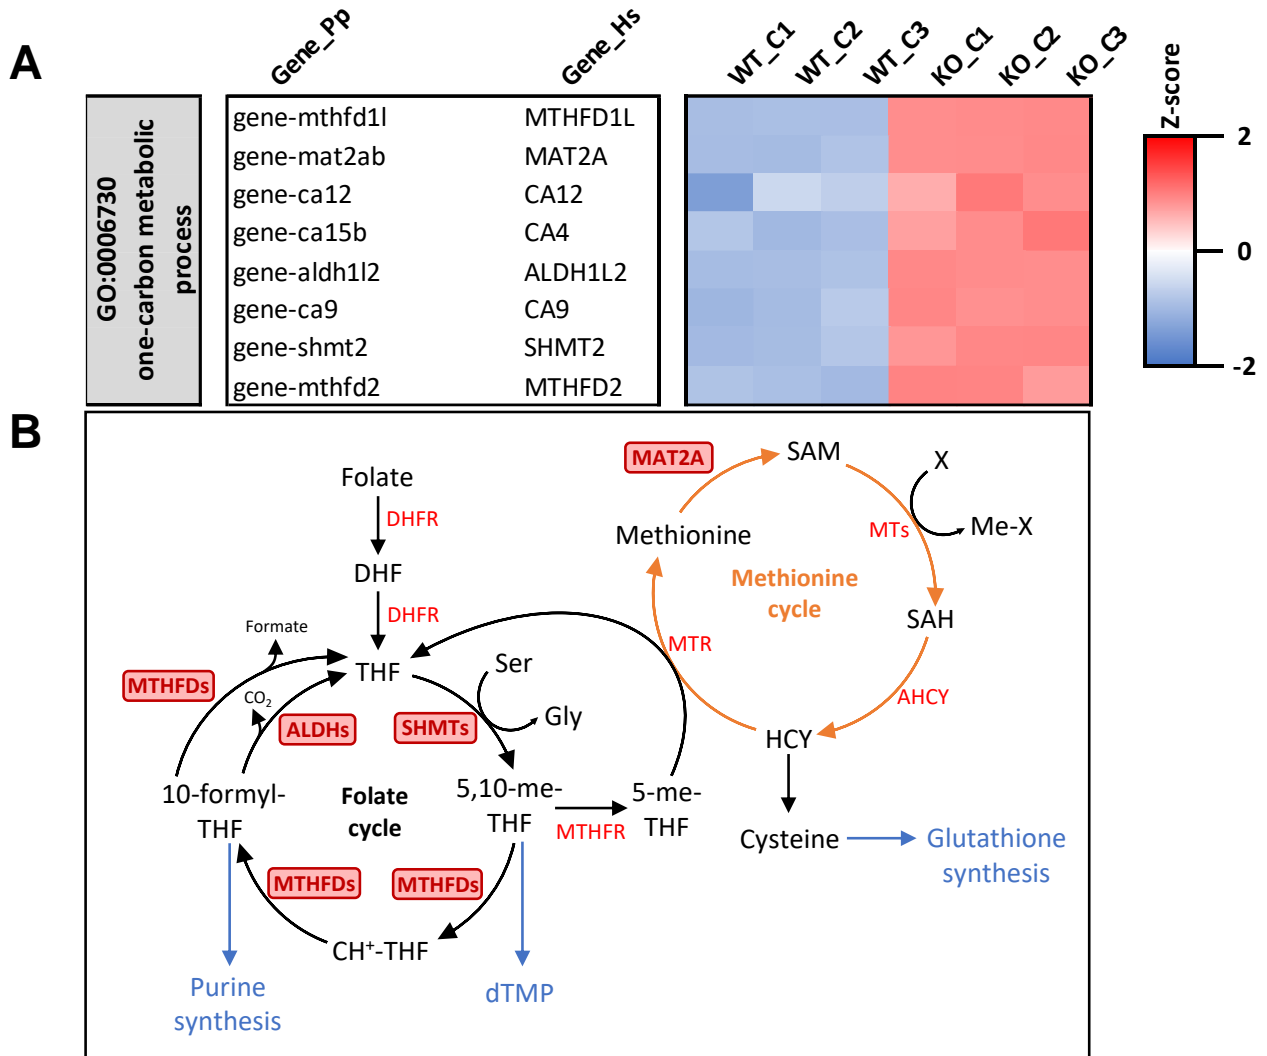 A
Gene_Pp
Gene_Hs
WT_C1
WT_C2
WT_C3
KO_C1
KO_C2
KO_C3
GO:0006730
one-carbon metabolic
process
gene-mthfd1l MTHFD1L
gene-mat2ab MAT2A
gene-ca12 CA12
gene-ca15b CA4
gene-aldh1l2 ALDH1L2
gene-ca9 CA9
gene-shmt2 SHMT2
gene-mthfd2 MTHFD2
Z-score
2
0
-2
B
Folate
DHFR
DHF
DHFR
THF
Formate
MTHFDs
CO₂
ALDHs
SHMTs
Ser
Gly
10-formyl-
THF
Folate
cycle
5,10-me-
THF
MTHFR
5-me-
THF
MTHFDs
MTHFDs
CH⁺-THF
Purine
synthesis
dTMP
MAT2A
SAM
X
Me-X
MTs
Methionine
Methionine
cycle
SAH
MTR
AHCY
HCY
Cysteine
Glutathione
synthesis